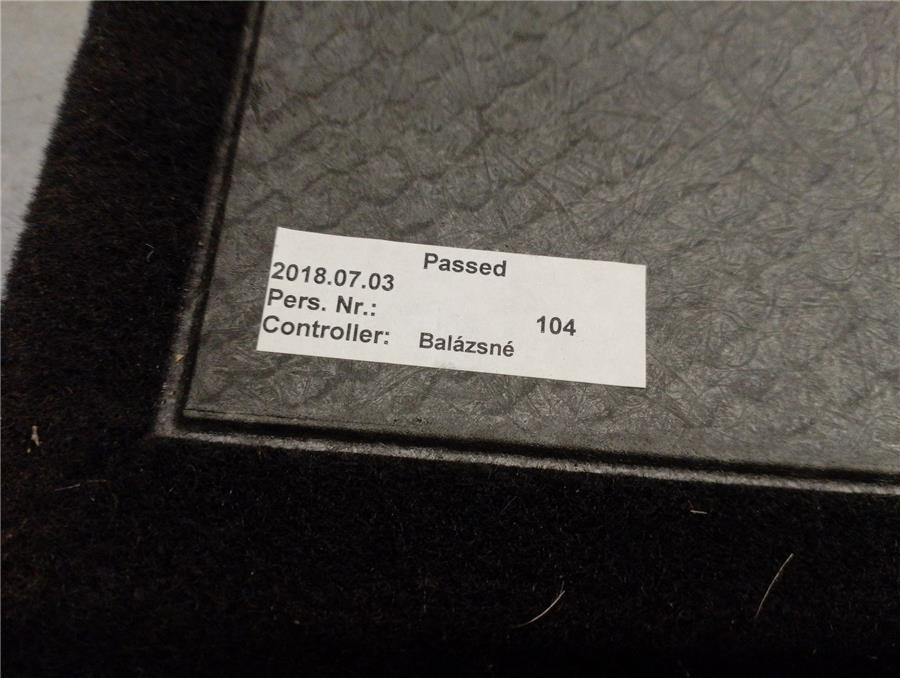 Passed
2018.07.03
Pers. Nr.: 104
Controller: Balázsné